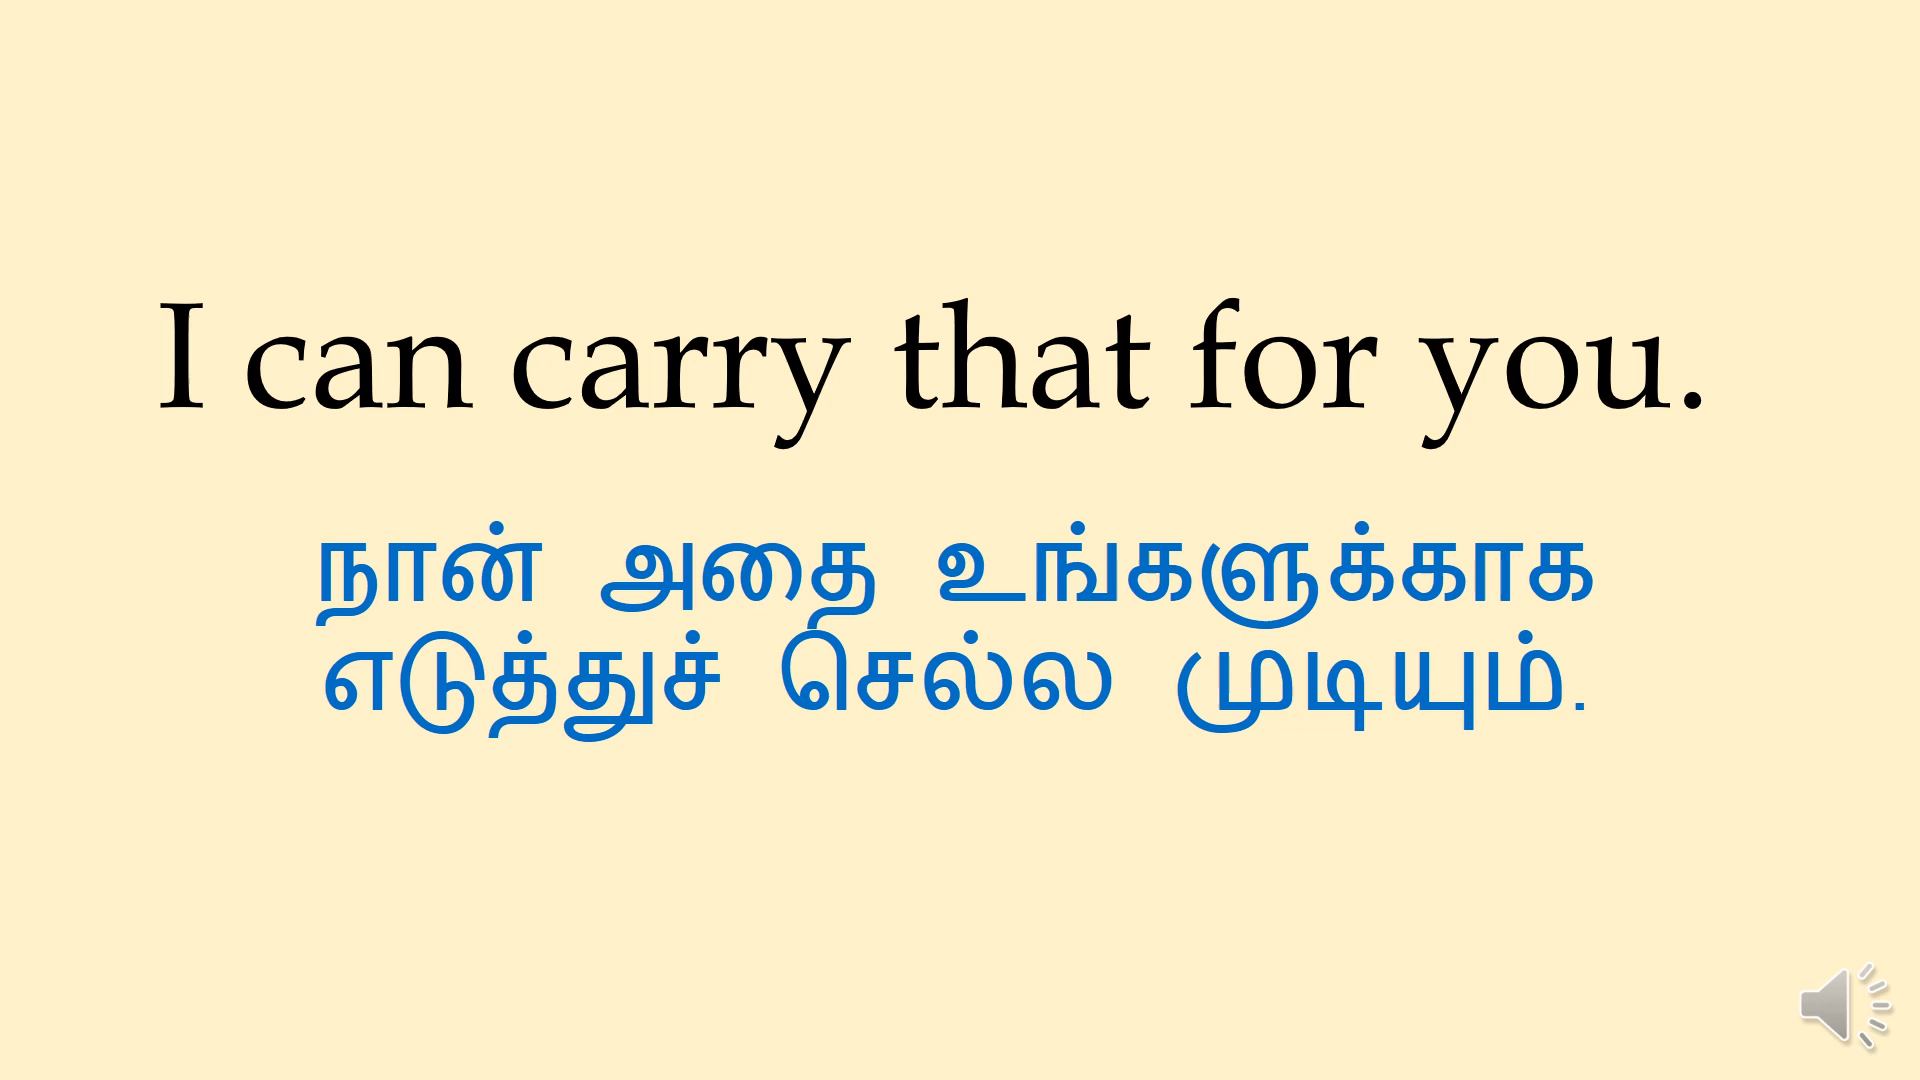 I can carry that for you.
நான் அதை உங்களுக்காக
எடுத்துச் செல்ல முடியும்.